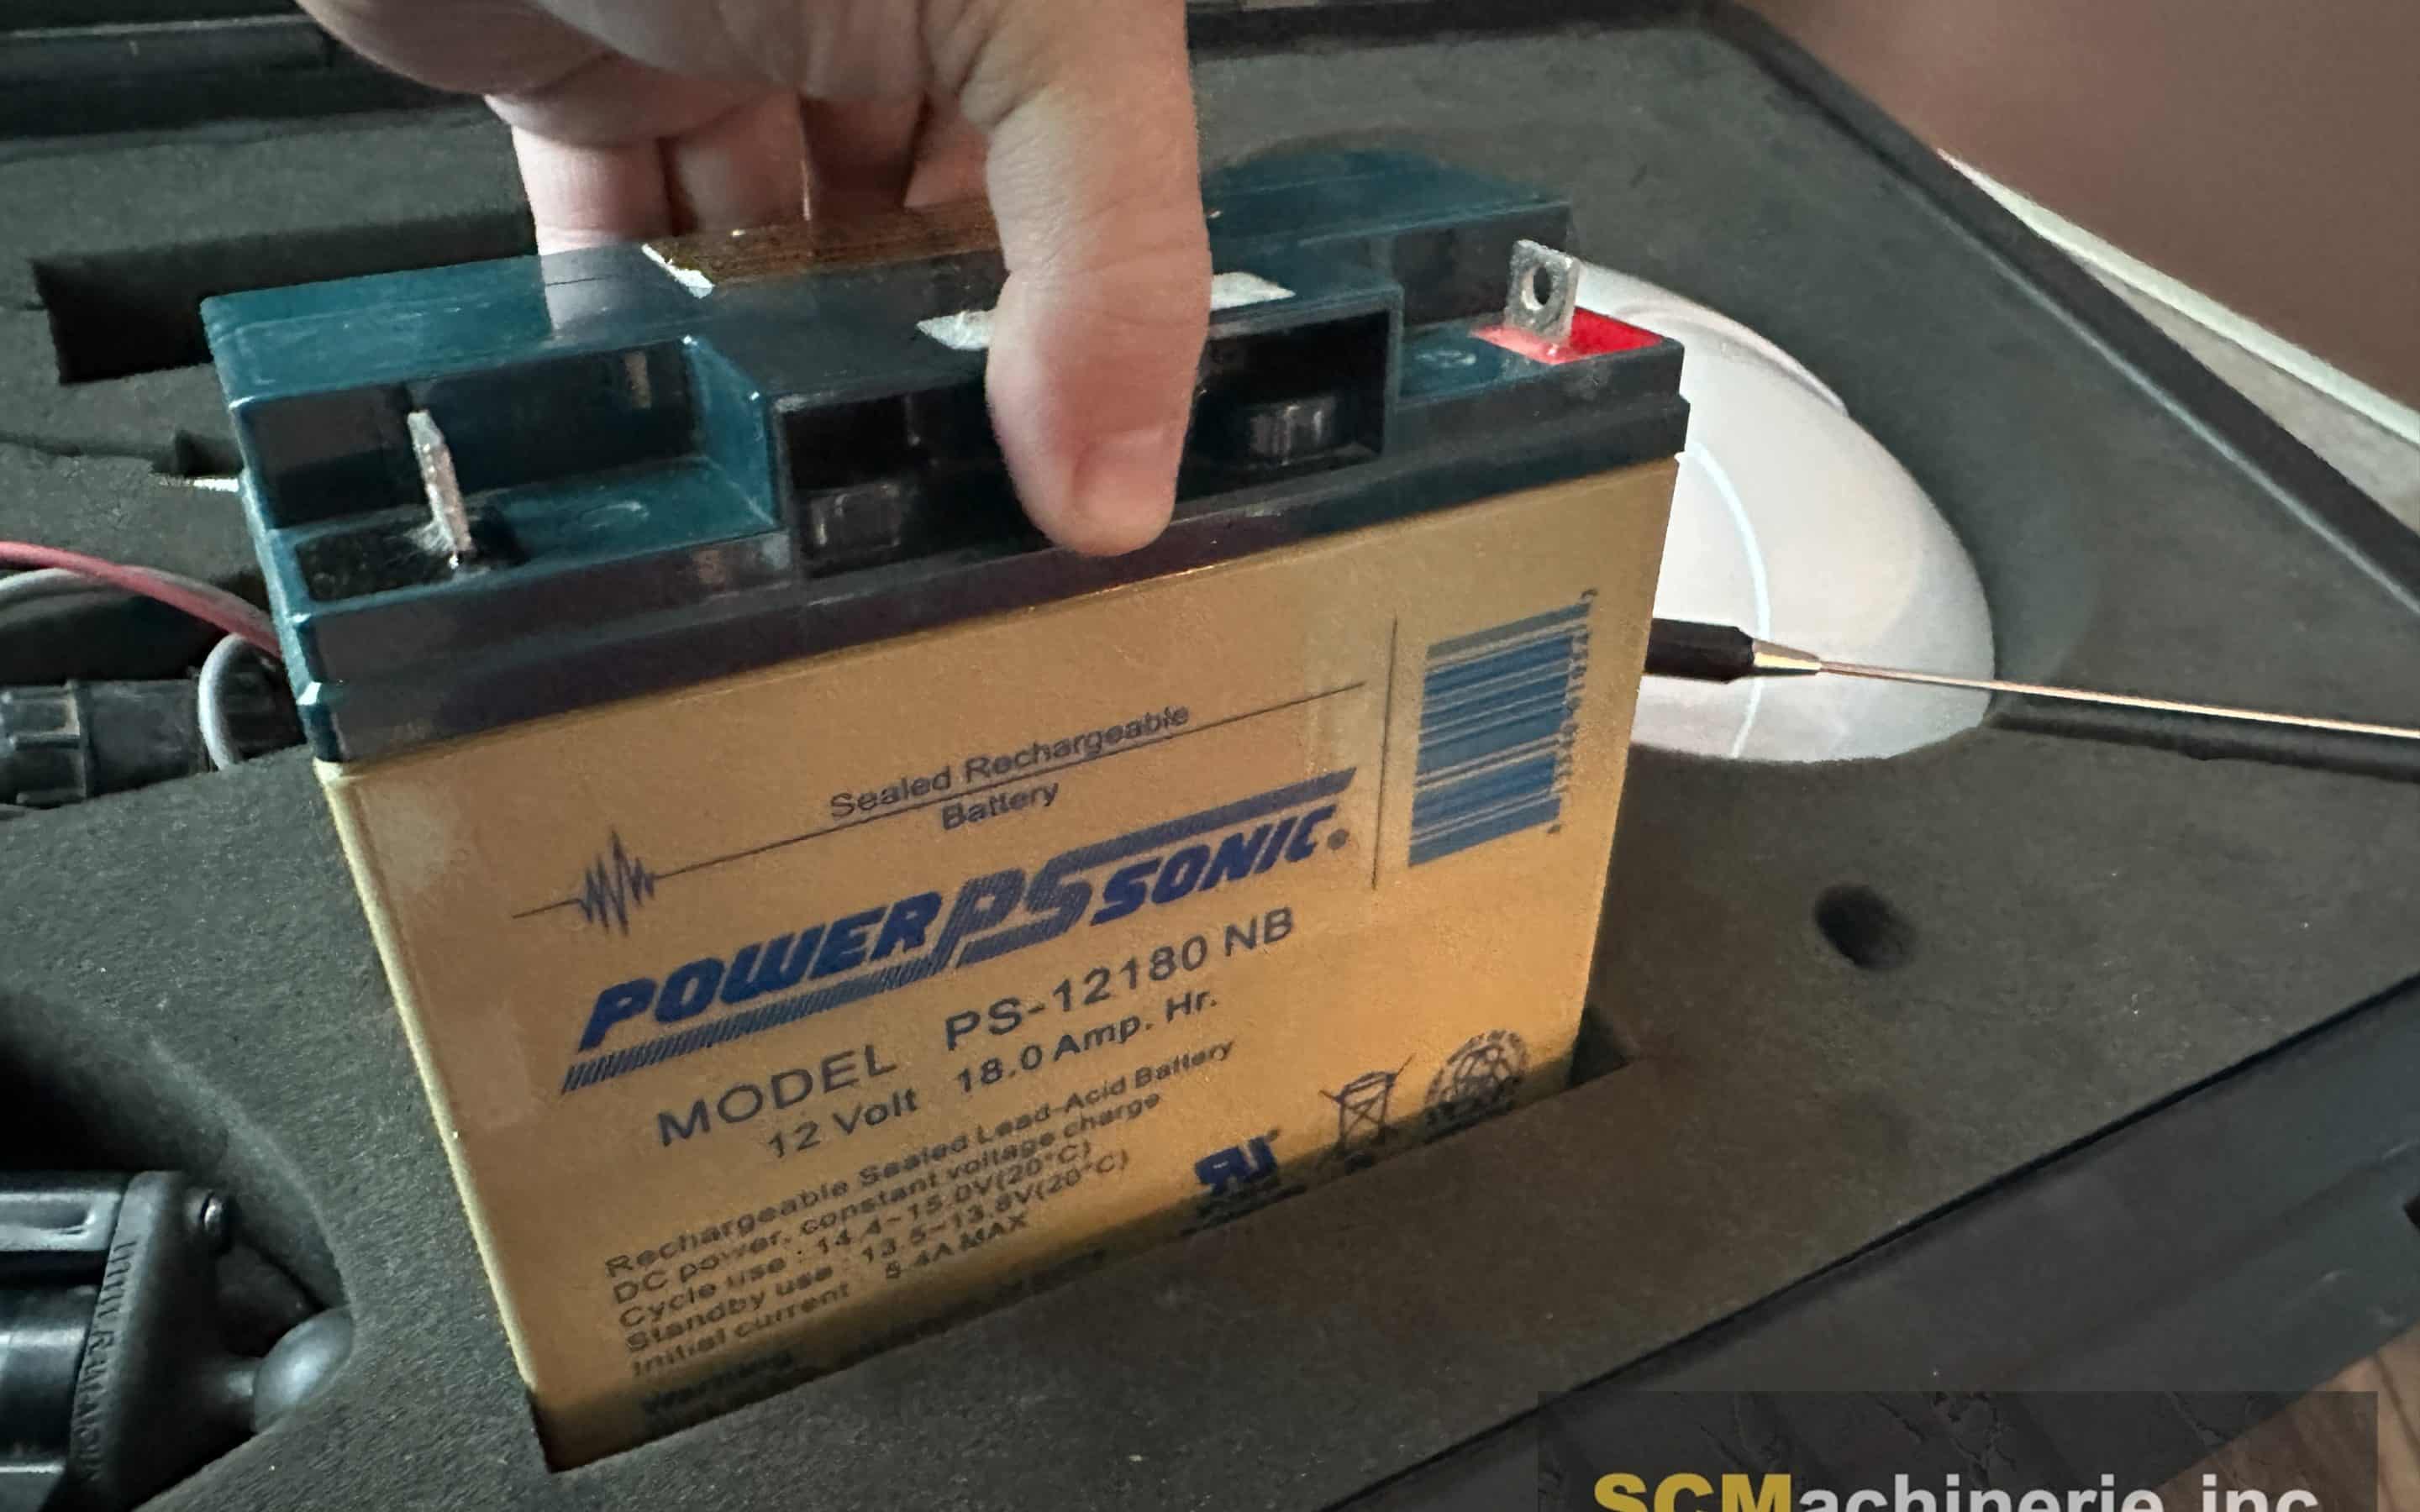 Sealed Rechargeable
Battery
POWER PS SONIC®
MODEL PS-12180 NB
12 Volt 18.0 Amp. Hr.
Rechargeable Sealed Lead-Acid Battery
DC power, constant voltage charge
Cycle use : 14.4~15.0V(20°C)
Standby use : 13.5~13.8V(20°C)
Initial current 5.4A MAX
Warning
SCMachinerie inc